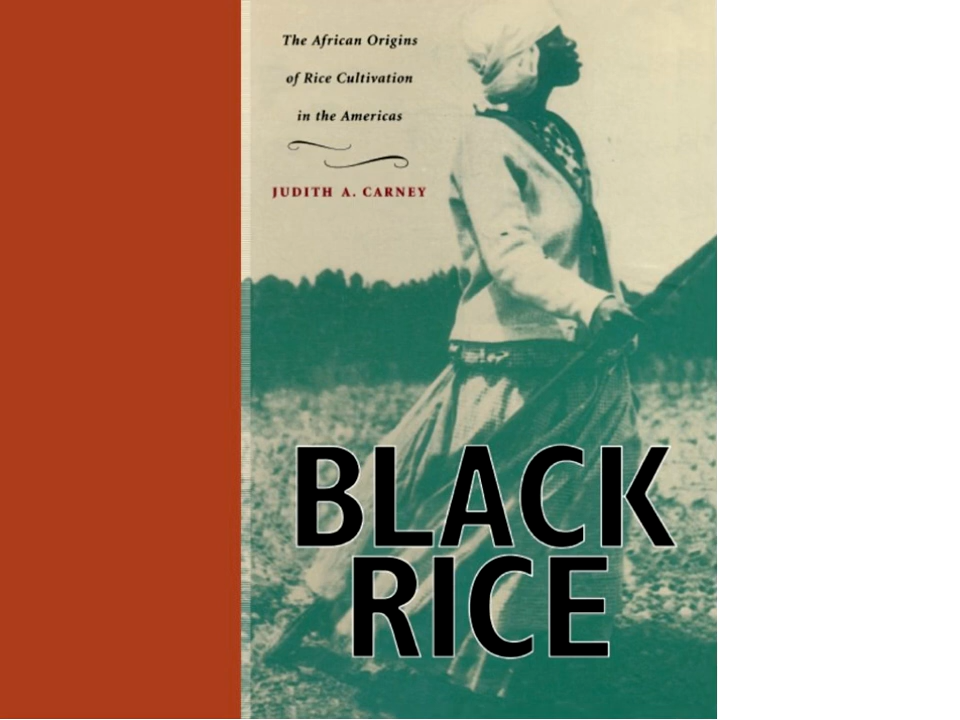 The African Origins
of Rice Cultivation
in the Americas
JUDITH A. CARNEY
BLACK
RICE